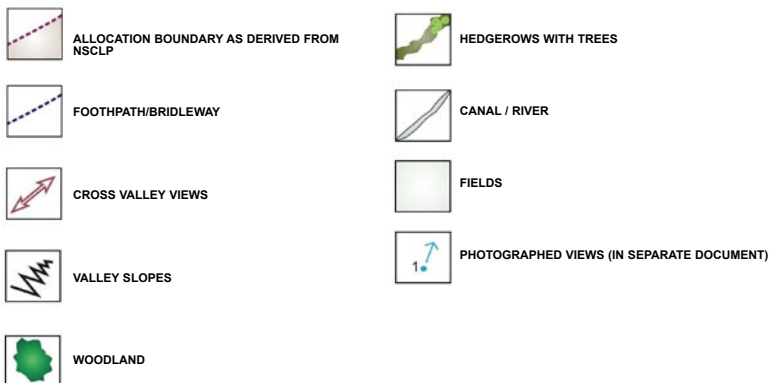 ALLOCATION BOUNDARY AS DERIVED FROM
NSCLP
FOOTPATH/BRIDLEWAY
CROSS VALLEY VIEWS
VALLEY SLOPES
WOODLAND
HEDGEROWS WITH TREES
CANAL / RIVER
FIELDS
1
PHOTOGRAPHED VIEWS (IN SEPARATE DOCUMENT)